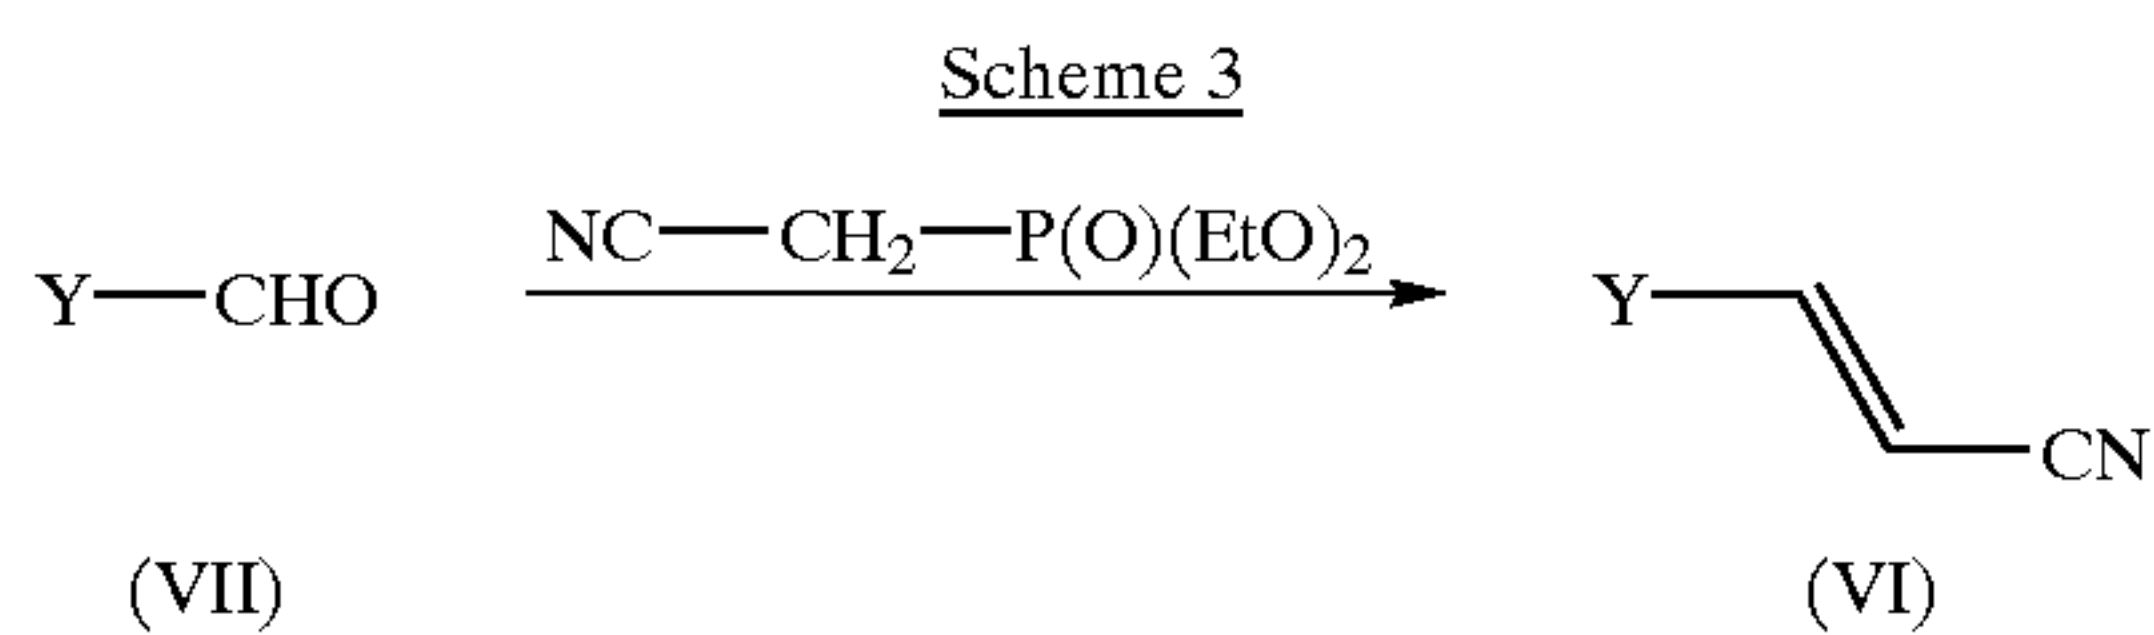 Scheme 3
NC—CH₂—P(O)(EtO)₂
Y—CHO
Y
CN
(VII)
(VI)